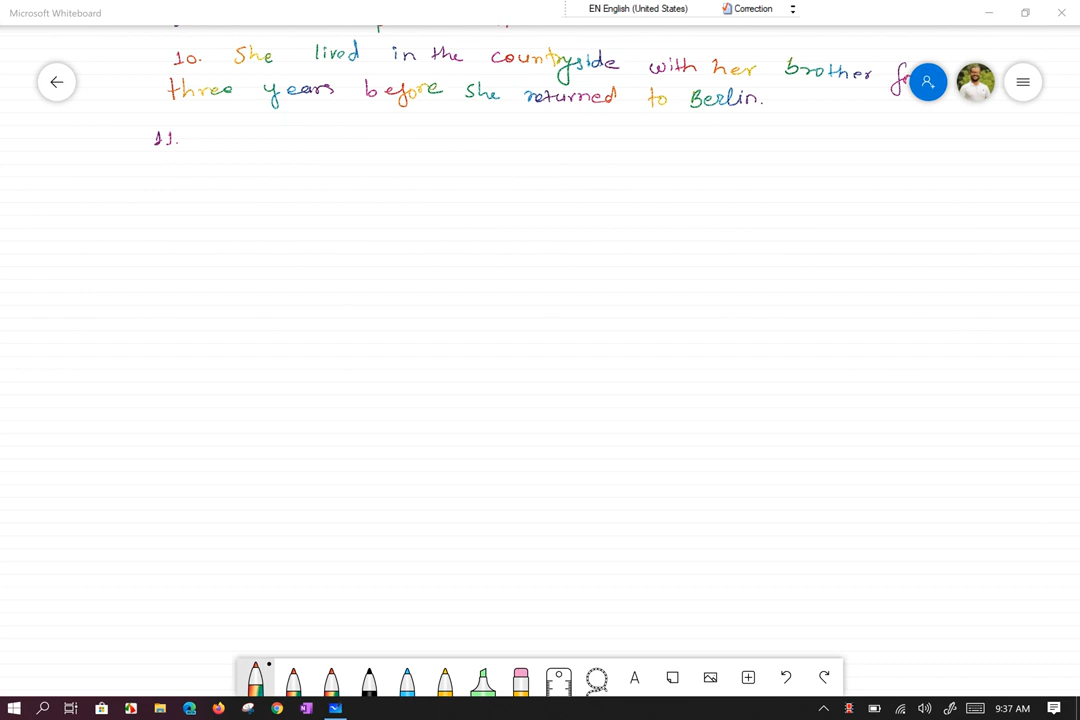 Microsoft Whiteboard
EN English (United States)
Correction
10. She lived in the countryside with her brother
three years before she returned to Berlin.
11.
A
9:37 AM